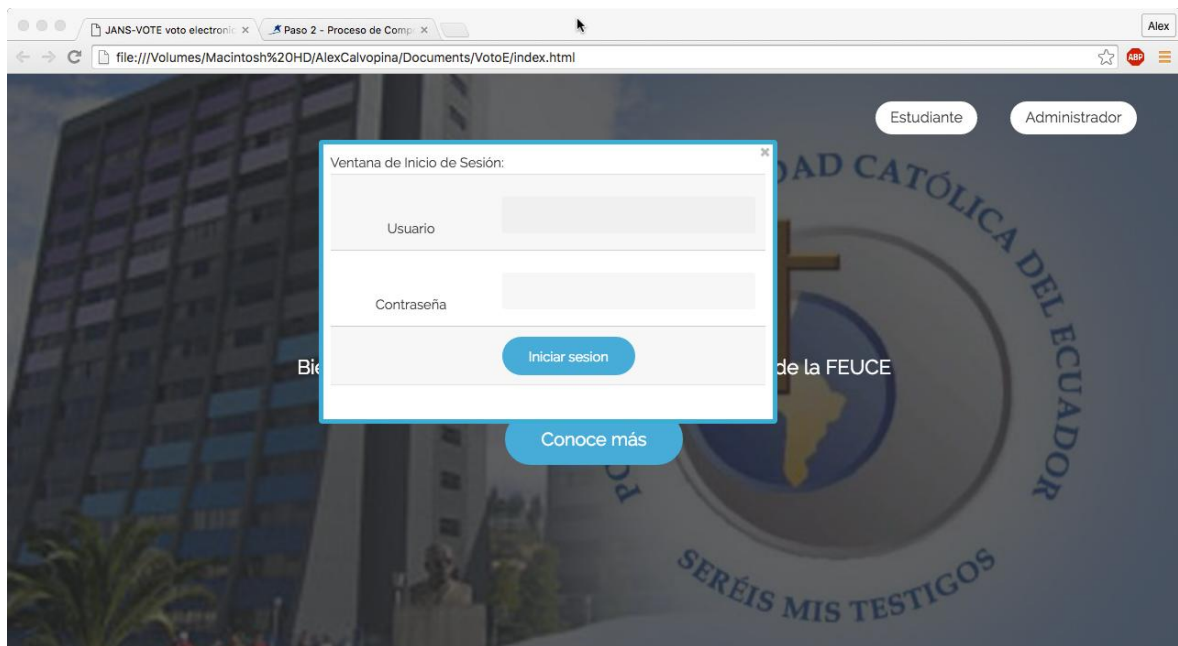 JANS-VOTE voto electronic
Paso 2 - Proceso de Comp
Alex
file:///Volumes/Macintosh%20HD/AlexCalvopina/Documents/VotoE/index.html
ABP
Estudiante
Administrador
Ventana de Inicio de Sesión:
Usuario
Contraseña
Iniciar sesion
de la FEUCE
Conoce más
CATÓLICA DEL ECUADOR
SERÉIS MIS TESTIGOS